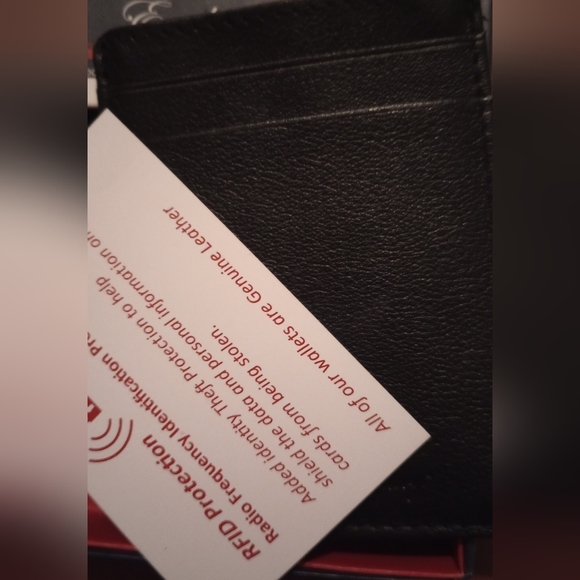 RFID Protection
Radio Frequency Identification Pro
Added identity Theft Protection to help
shield the data and personal information on
cards from being stolen.
All of our wallets are Genuine Leather